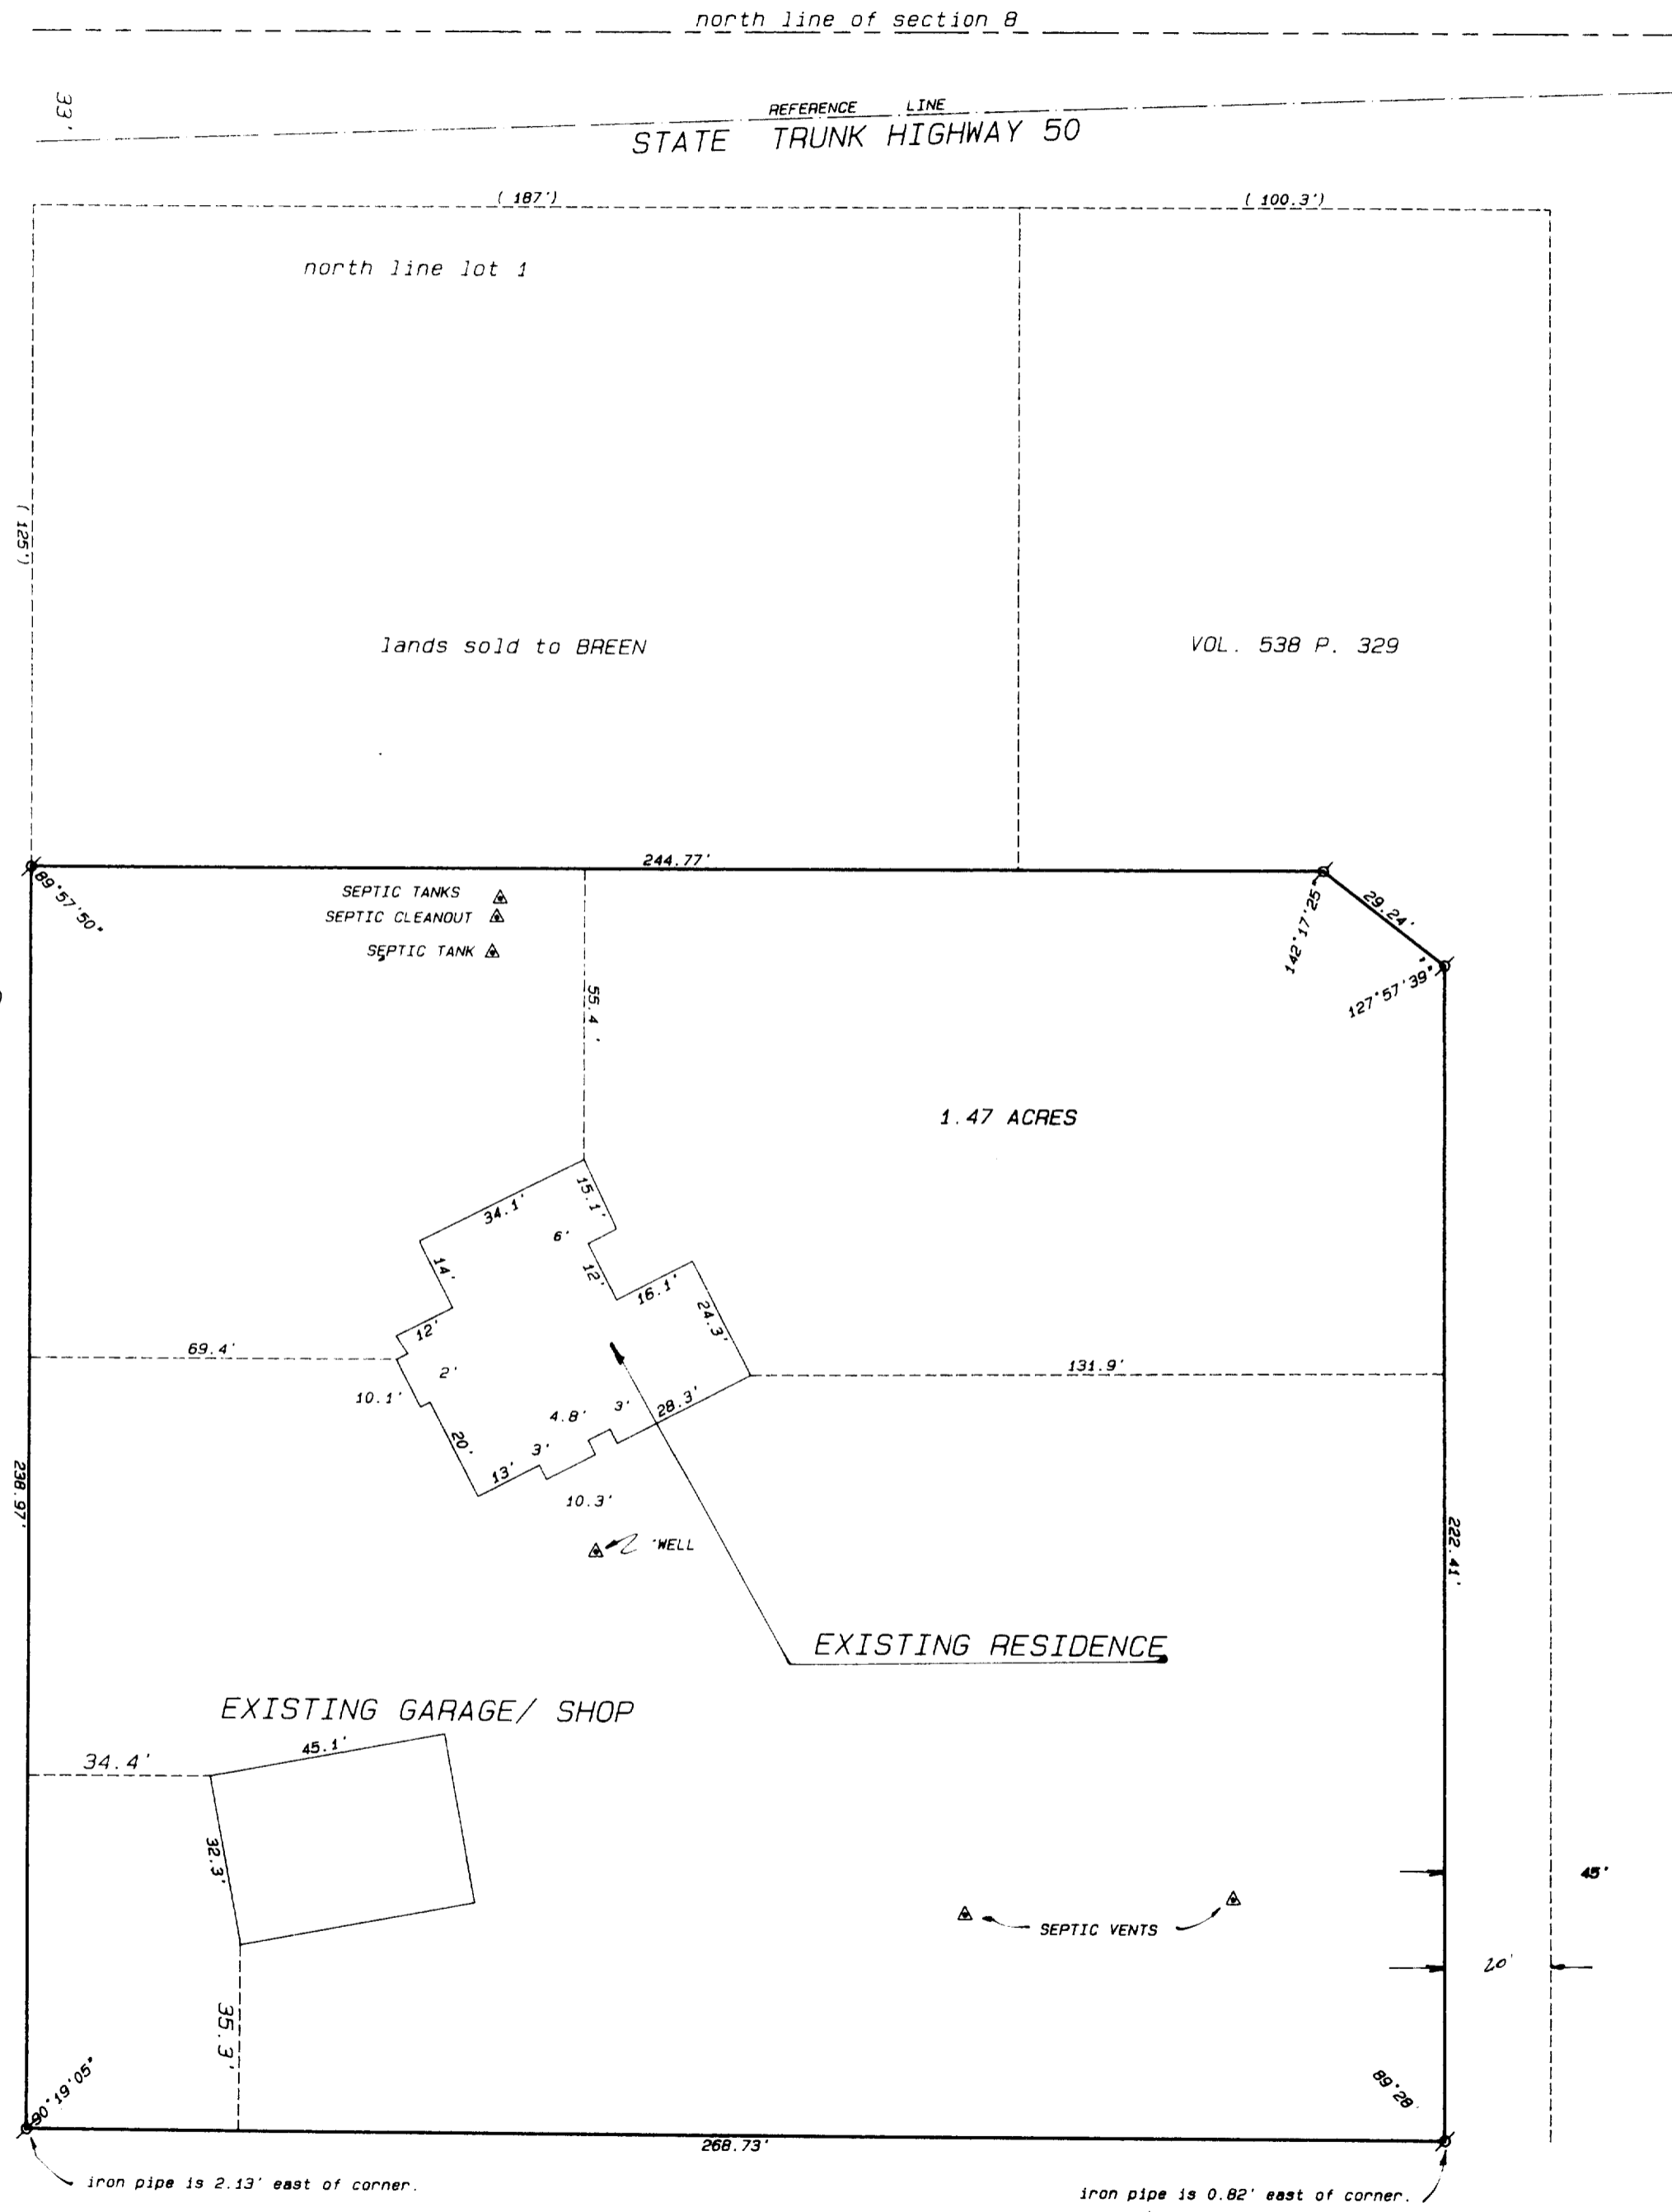 north line of section 8
33'
REFERENCE LINE
STATE TRUNK HIGHWAY 50
( 187')
( 100.3')
north line lot 1
( 125')
lands sold to BREEN
VOL. 538 P. 329
244.77'
89°57'50"
SEPTIC TANKS
SEPTIC CLEANOUT
SEPTIC TANK
29.24'
142°17'25"
127°57'39"
55.4'
1.47 ACRES
34.1'
15.1'
6'
14'
12'
16.1'
24.3'
12'
69.4'
2'
131.9'
10.1'
4.8'
3'
28.3'
20'
3'
13'
10.3'
238.97'
222.41'
WELL
EXISTING RESIDENCE
EXISTING GARAGE/ SHOP
45.1'
34.4'
32.3'
45'
SEPTIC VENTS
20'
35.3'
90°19'05"
89°28'
268.73'
iron pipe is 2.13' east of corner.
iron pipe is 0.82' east of corner.